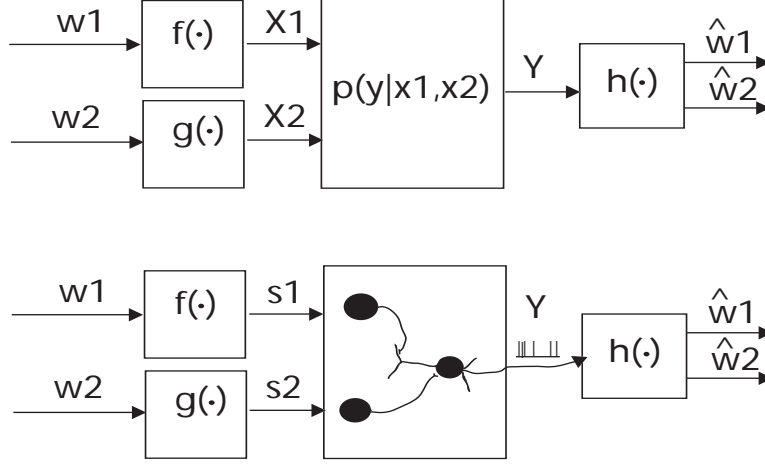 w1 f(·) X1 p(y|x1,x2) Y h(·) ŵ1
w2 g(·) X2 ŵ2
w1 f(·) s1 Y h(·) ŵ1
w2 g(·) s2 ŵ2